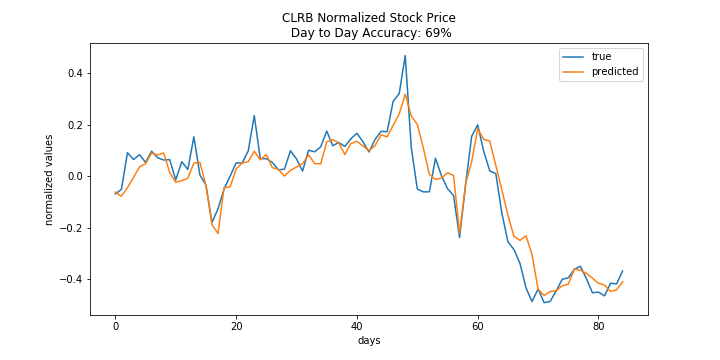 CLRB Normalized Stock Price
Day to Day Accuracy: 69%
true
predicted
normalized values
0.4
0.2
0.0
−0.2
−0.4
0
20
40
60
80
days